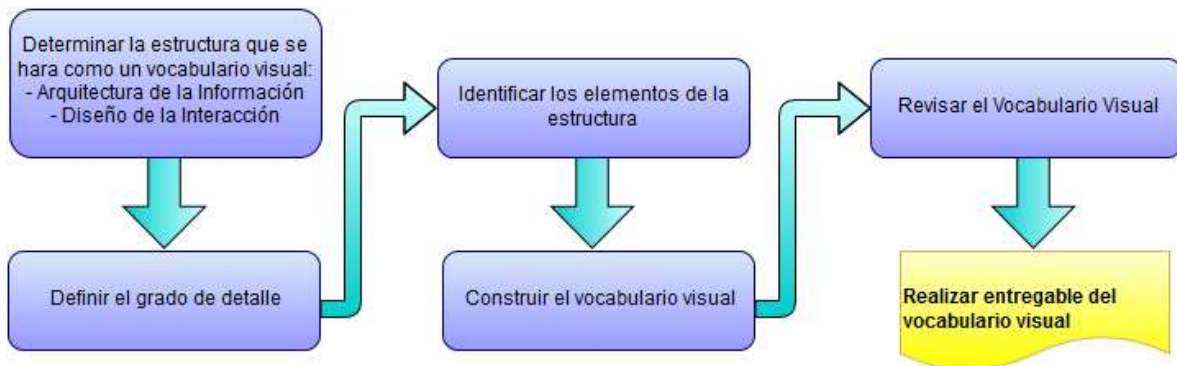 Determinar la estructura que se
hara como un vocabulario visual:
- Arquitectura de la Información
- Diseño de la Interacción
Definir el grado de detalle
Identificar los elementos de la
estructura
Construir el vocabulario visual
Revisar el Vocabulario Visual
Realizar entregable del
vocabulario visual